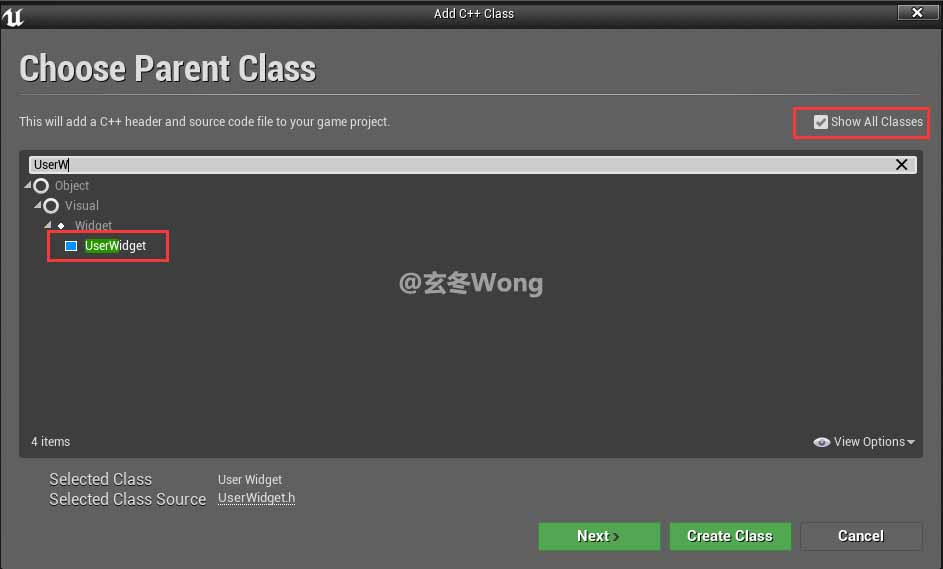 Add C++ Class
Choose Parent Class
This will add a C++ header and source code file to your game project.
Show All Classes
UserW
Object
Visual
Widget
UserWidget
@玄冬Wong
4 items
View Options
Selected Class
User Widget
Selected Class Source
UserWidget.h
Next
Create Class
Cancel